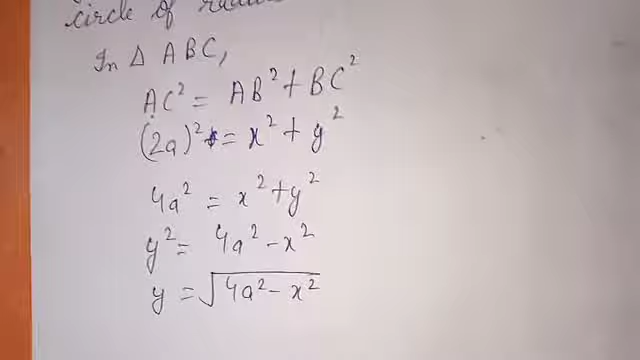 circle of radius
In Δ ABC,
AC² = AB² + BC²
(2a)² = x² + y²
4a² = x² + y²
y² = 4a² - x²
y = √4a² - x²